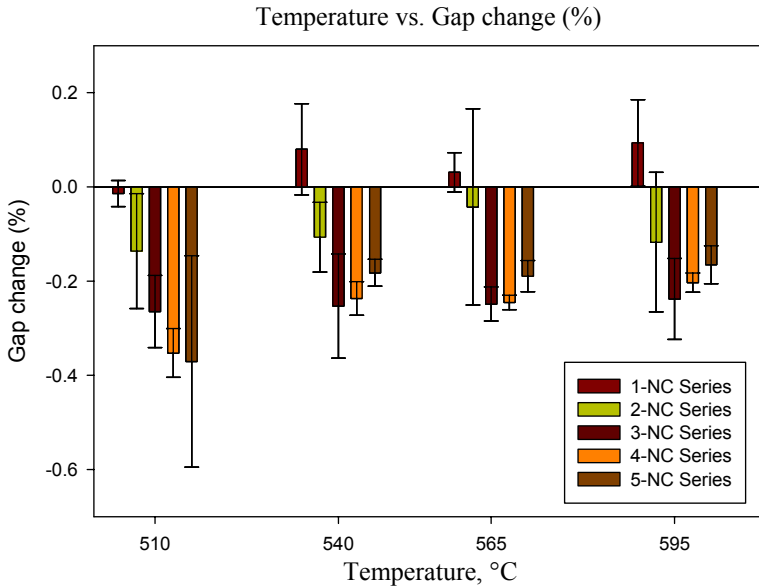 Temperature vs. Gap change (%)
Gap change (%)
0.2
0.0
-0.2
-0.4
-0.6
1-NC Series
2-NC Series
3-NC Series
4-NC Series
5-NC Series
510
540
565
595
Temperature, °C